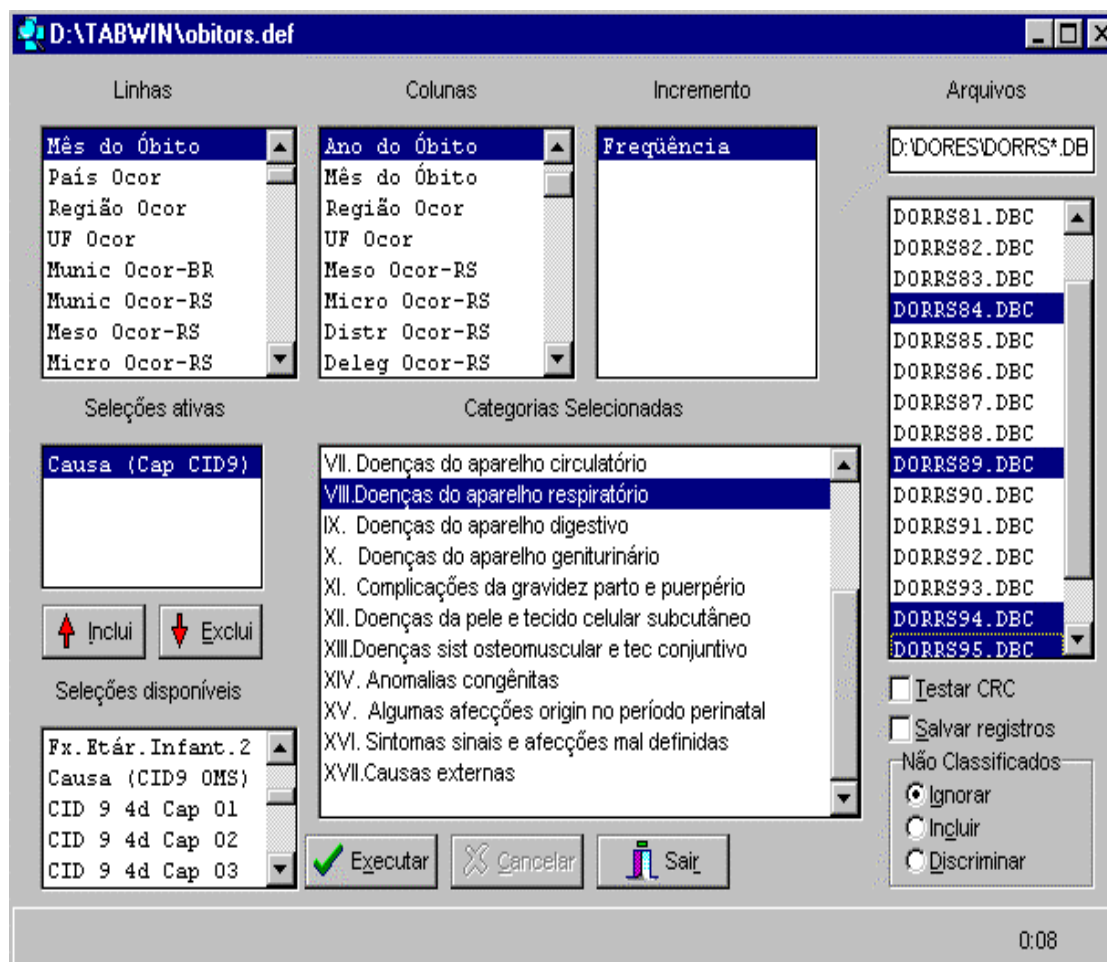 D:\TABWIN\obitors.def
Linhas
Mês do Óbito
País Ocor
Região Ocor
UF Ocor
Munic Ocor-BR
Munic Ocor-RS
Meso Ocor-RS
Micro Ocor-RS
Colunas
Ano do Óbito
Mês do Óbito
Região Ocor
UF Ocor
Meso Ocor-RS
Micro Ocor-RS
Distr Ocor-RS
Deleg Ocor-RS
Incremento
Freqüência
Arquivos
D:\DORES\DORRS*.DB
DORRS81.DBC
DORRS82.DBC
DORRS83.DBC
DORRS84.DBC
DORRS85.DBC
DORRS86.DBC
DORRS87.DBC
DORRS88.DBC
DORRS89.DBC
DORRS90.DBC
DORRS91.DBC
DORRS92.DBC
DORRS93.DBC
DORRS94.DBC
DORRS95.DBC
Seleções ativas
Causa (Cap CID9)
Inclui
Exclui
Seleções disponíveis
Fx.Etár.Infant.2
Causa (CID9 OMS)
CID 9 4d Cap 01
CID 9 4d Cap 02
CID 9 4d Cap 03
Categorias Selecionadas
VII. Doenças do aparelho circulatório
VIII.Doenças do aparelho respiratório
IX. Doenças do aparelho digestivo
X. Doenças do aparelho geniturinário
XI. Complicações da gravidez parto e puerpério
XII. Doenças da pele e tecido celular subcutâneo
XIII.Doenças sist osteomuscular e tec conjuntivo
XIV. Anomalias congênitas
XV. Algumas afecções origin no período perinatal
XVI. Sintomas sinais e afecções mal definidas
XVII.Causas externas
Executar
Cancelar
Sair
Testar CRC
Salvar registros
Não Classificados
Ignorar
Incluir
Discriminar
0:08